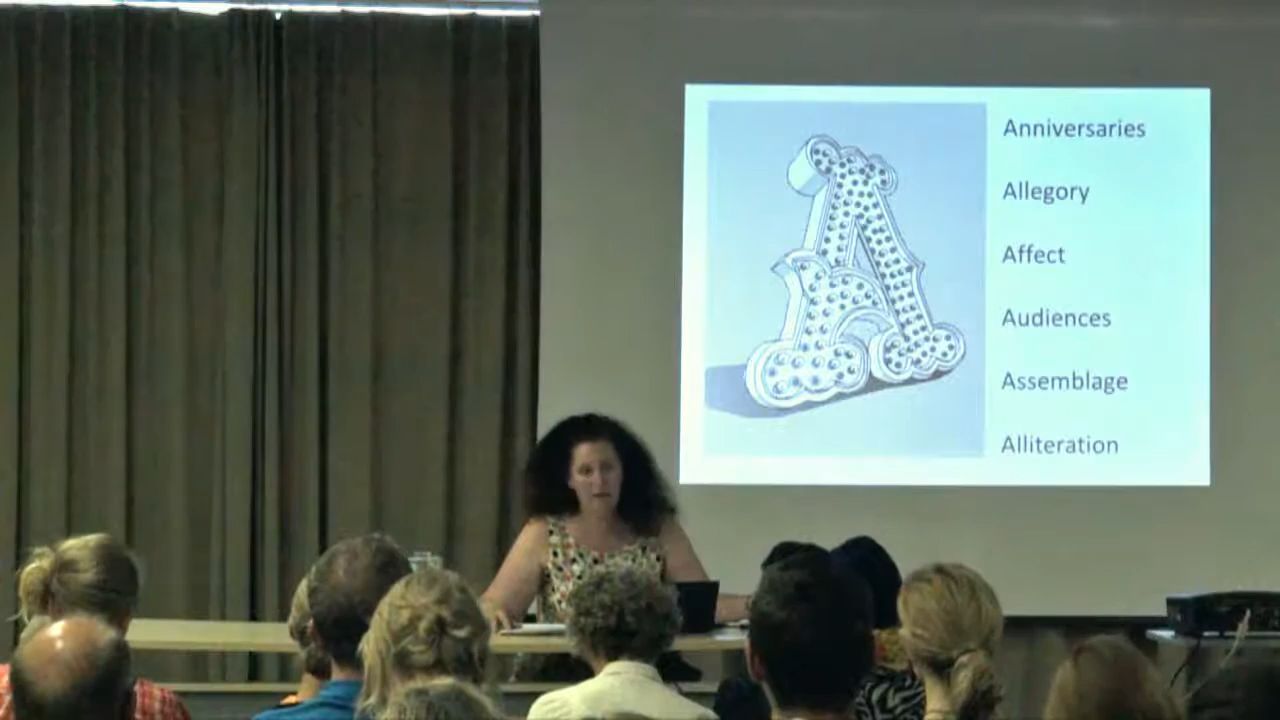 A
Anniversaries
Allegory
Affect
Audiences
Assemblage
Alliteration